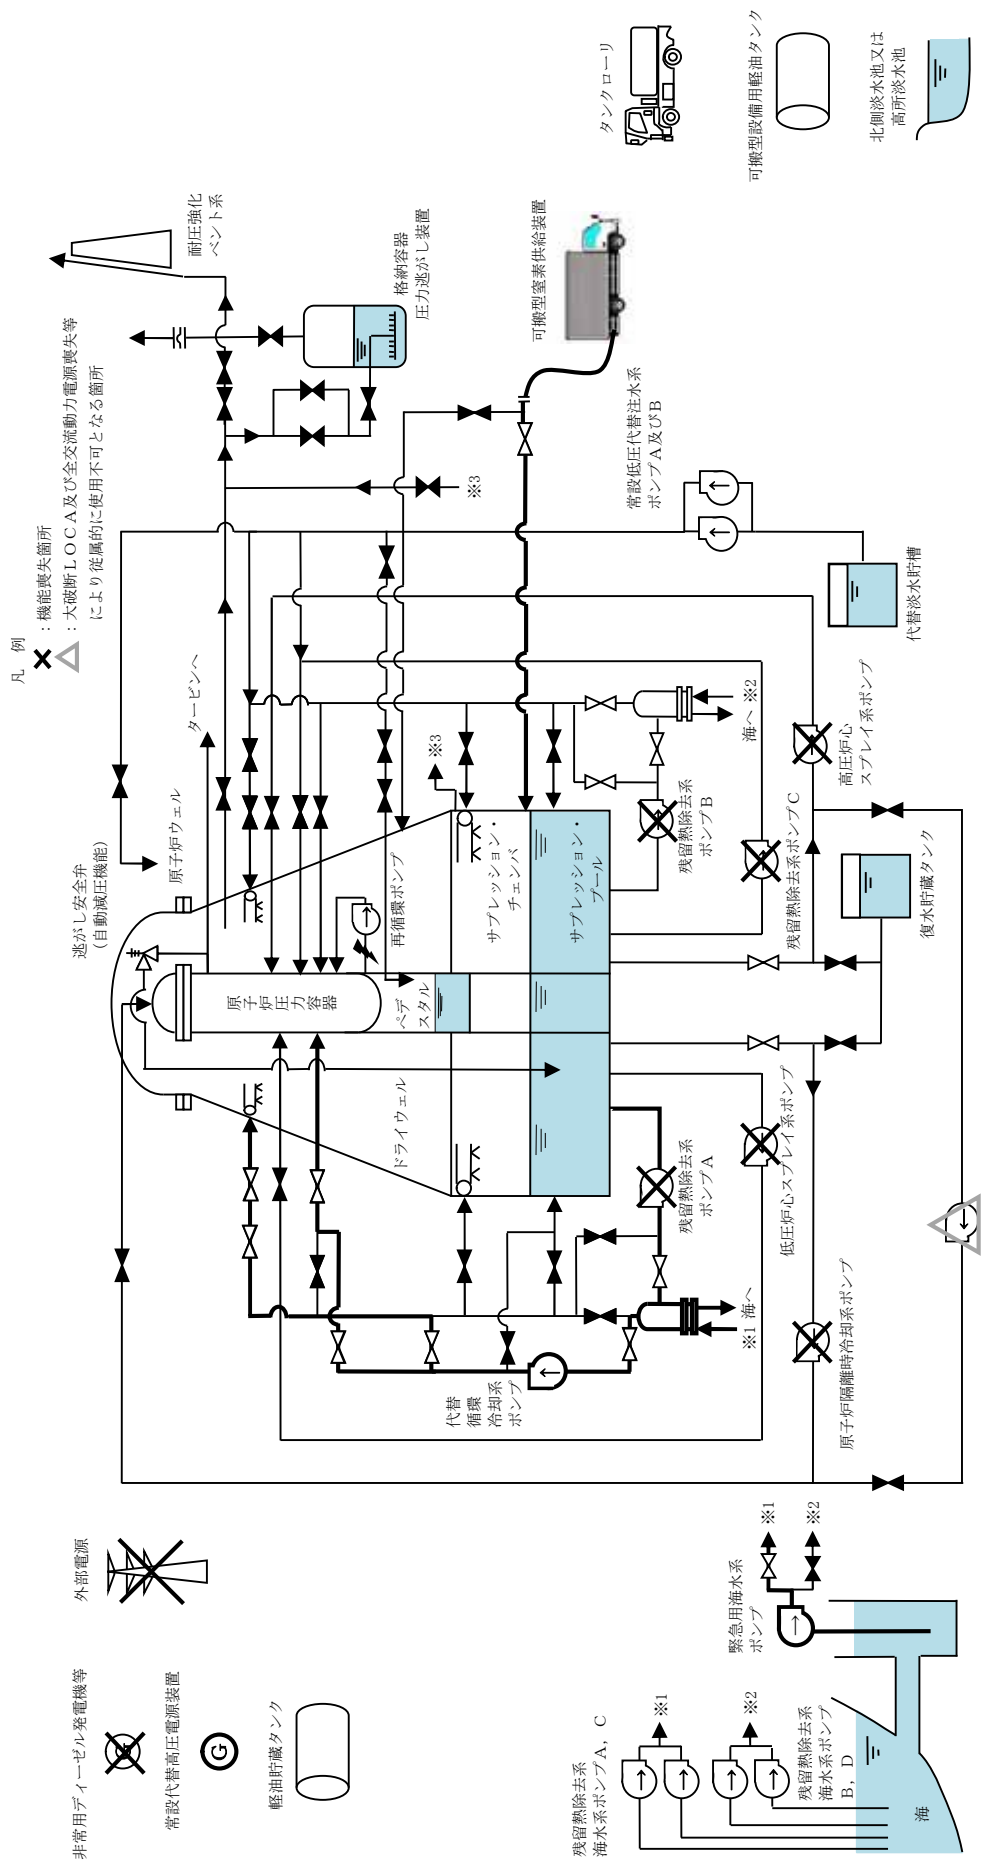 凡 例
：機能喪失箇所
：大破断ＬＯＣＡ及び全交流動力電源喪失等
により従属的に使用不可となる箇所
非常用ディーゼル発電機等
G
常設代替高圧電源装置
G
軽油貯蔵タンク
外部電源
逃がし安全弁
（自動減圧機能）
原子炉ウェル
タービンへ
耐圧強化
ベント系
格納容器
圧力逃がし装置
※3
可搬型窒素供給装置
タンクローリ
可搬型設備用軽油タンク
北側淡水池又は
高所淡水池
原子炉圧力容器
再循環ポンプ
ペデ
スタル
ドライウェル
サプレッション・
チェンバ
サプレッション・
プール
※3
代替
循環
冷却系
ポンプ
残留熱除去系
ポンプＡ
※1
海へ
残留熱除去系
ポンプＢ
海へ
※2
常設低圧代替注水系
ポンプＡ及びＢ
代替淡水貯槽
低圧炉心スプレイ系ポンプ
残留熱除去系ポンプＣ
高圧炉心
スプレイ系ポンプ
原子炉隔離時冷却系ポンプ
復水貯蔵タンク
残留熱除去系
海水系ポンプＡ，Ｃ
※1
※2
残留熱除去系
海水系ポンプ
Ｂ，Ｄ
緊急用海水系
ポンプ
※1
※2
海